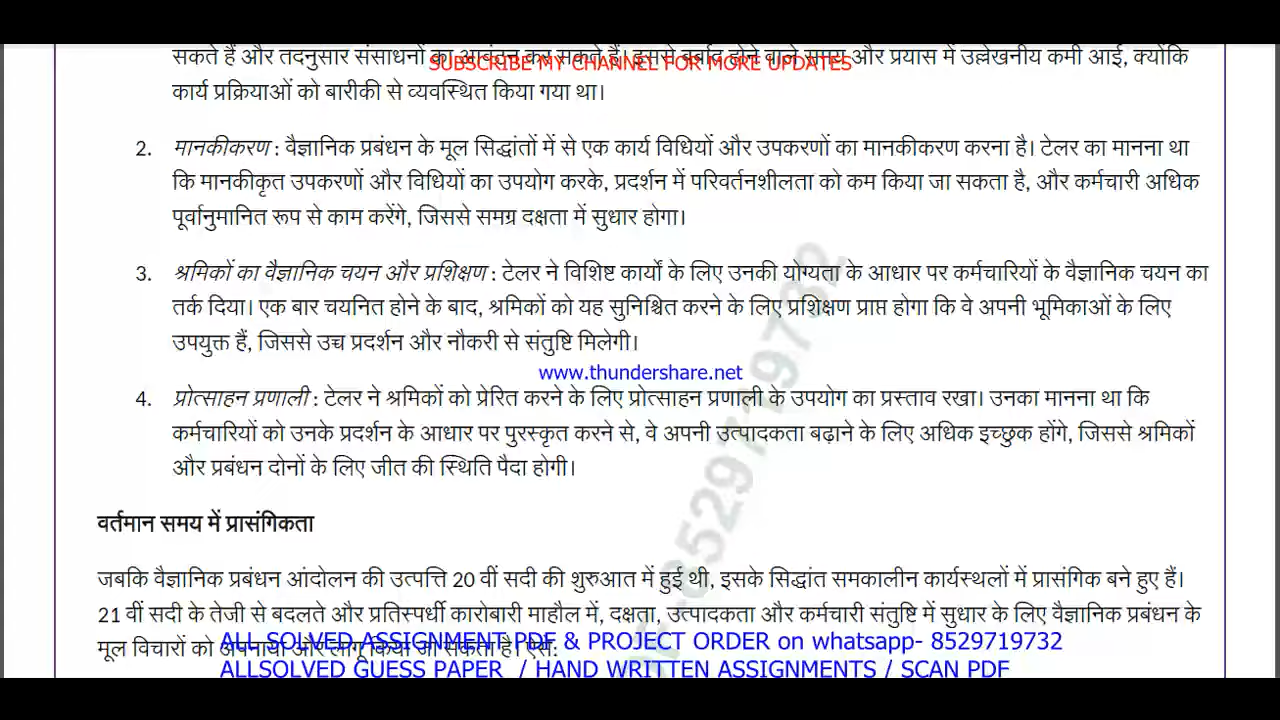 सकते हैं और तदनुसार संसाधनों का आवंटन कर सकते हैं। इससे बर्बाद होने वाले समय और प्रयास में उल्लेखनीय कमी आई, क्योंकि
SUBSCRIBE MY CHANNEL FOR MORE UPDATES
कार्य प्रक्रियाओं को बारीकी से व्यवस्थित किया गया था।
2. मानकीकरण : वैज्ञानिक प्रबंधन के मूल सिद्धांतों में से एक कार्य विधियों और उपकरणों का मानकीकरण करना है। टेलर का मानना था
कि मानकीकृत उपकरणों और विधियों का उपयोग करके, प्रदर्शन में परिवर्तनशीलता को कम किया जा सकता है, और कर्मचारी अधिक
पूर्वानुमानित रूप से काम करेंगे, जिससे समग्र दक्षता में सुधार होगा।
3. श्रमिकों का वैज्ञानिक चयन और प्रशिक्षण : टेलर ने विशिष्ट कार्यों के लिए उनकी योग्यता के आधार पर कर्मचारियों के वैज्ञानिक चयन का
तर्क दिया। एक बार चयनित होने के बाद, श्रमिकों को यह सुनिश्चित करने के लिए प्रशिक्षण प्राप्त होगा कि वे अपनी भूमिकाओं के लिए
उपयुक्त हैं, जिससे उच्च प्रदर्शन और नौकरी से संतुष्टि मिलेगी।
www.thundershare.net
4. प्रोत्साहन प्रणाली : टेलर ने श्रमिकों को प्रेरित करने के लिए प्रोत्साहन प्रणाली के उपयोग का प्रस्ताव रखा। उनका मानना था कि
कर्मचारियों को उनके प्रदर्शन के आधार पर पुरस्कृत करने से, वे अपनी उत्पादकता बढ़ाने के लिए अधिक इच्छुक होंगे, जिससे श्रमिकों
और प्रबंधन दोनों के लिए जीत की स्थिति पैदा होगी।
8529719732
वर्तमान समय में प्रासंगिकता
जबकि वैज्ञानिक प्रबंधन आंदोलन की उत्पत्ति 20 वीं सदी की शुरुआत में हुई थी, इसके सिद्धांत समकालीन कार्यस्थलों में प्रासंगिक बने हुए हैं।
21 वीं सदी के तेजी से बदलते और प्रतिस्पर्धी कारोबारी माहौल में, दक्षता, उत्पादकता और कर्मचारी संतुष्टि में सुधार के लिए वैज्ञानिक प्रबंधन के
मूल विचारों को अपनाया और लागू किया जा सकता है। ऐसे:
ALL SOLVED ASSIGNMENT PDF & PROJECT ORDER on whatsapp- 8529719732
ALLSOLVED GUESS PAPER / HAND WRITTEN ASSIGNMENTS / SCAN PDF